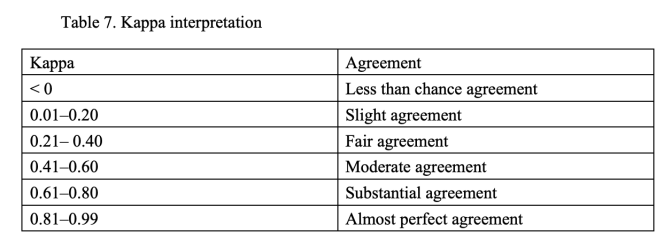 Table 7. Kappa interpretation
Kappa Agreement
< 0 Less than chance agreement
0.01–0.20 Slight agreement
0.21– 0.40 Fair agreement
0.41–0.60 Moderate agreement
0.61–0.80 Substantial agreement
0.81–0.99 Almost perfect agreement